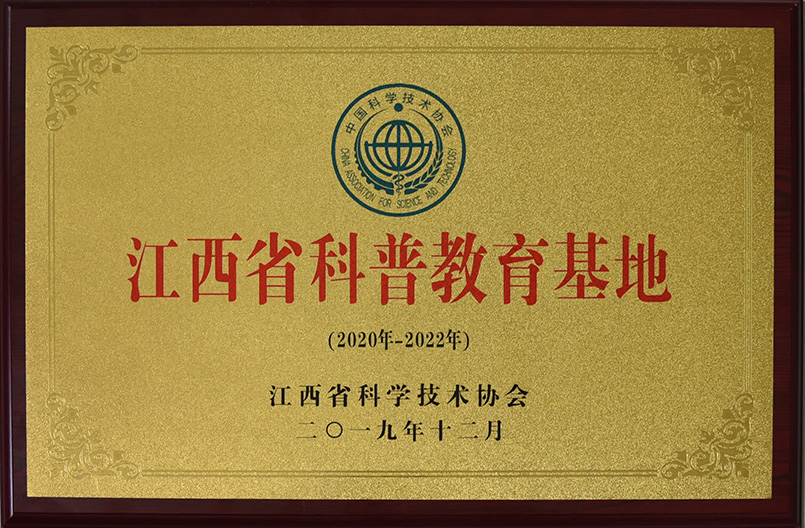 中国科学技术协会
CHINA ASSOCIATION FOR SCIENCE AND TECHNOLOGY
江西省科普教育基地
(2020年-2022年)
江西省科学技术协会
二〇一九年十二月